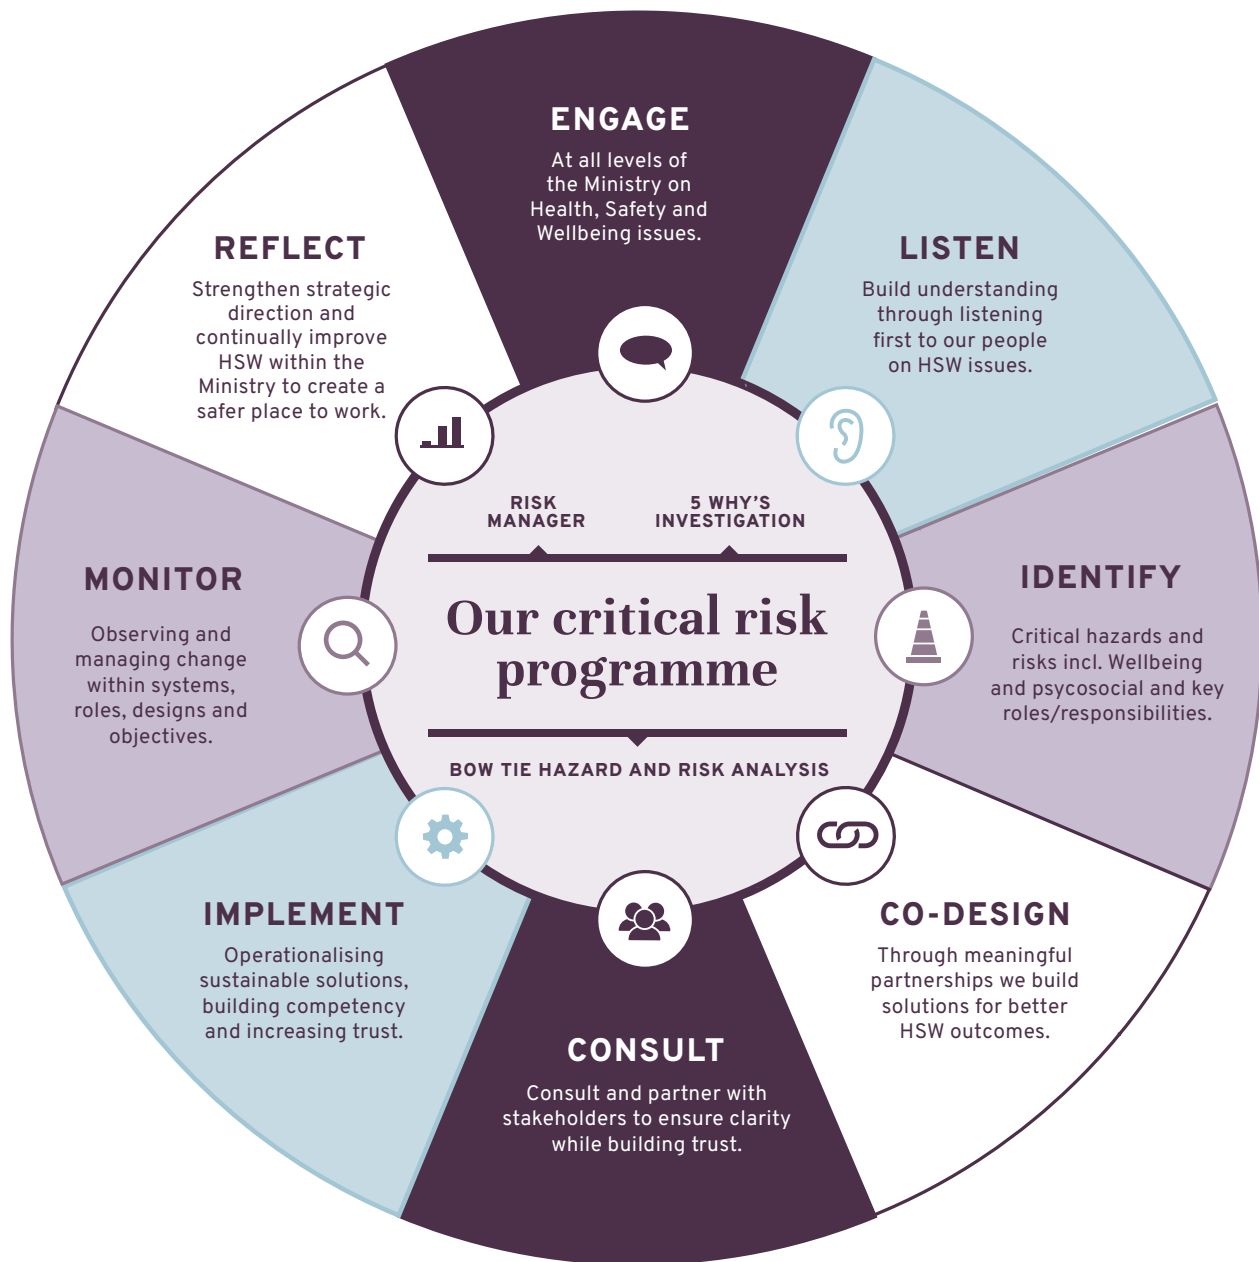 ENGAGE
At all levels of
the Ministry on
Health, Safety and
Wellbeing issues.
LISTEN
Build understanding
through listening
first to our people
on HSW issues.
IDENTIFY
Critical hazards and
risks incl. Wellbeing
and psycosocial and key
roles/responsibilities.
CO-DESIGN
Through meaningful
partnerships we build
solutions for better
HSW outcomes.
CONSULT
Consult and partner with
stakeholders to ensure clarity
while building trust.
IMPLEMENT
Operationalising
sustainable solutions,
building competency
and increasing trust.
MONITOR
Observing and
managing change
within systems,
roles, designs and
objectives.
REFLECT
Strengthen strategic
direction and
continually improve
HSW within the
Ministry to create a
safer place to work.
RISK
MANAGER
5 WHY'S
INVESTIGATION
Our critical risk
programme
BOW TIE HAZARD AND RISK ANALYSIS